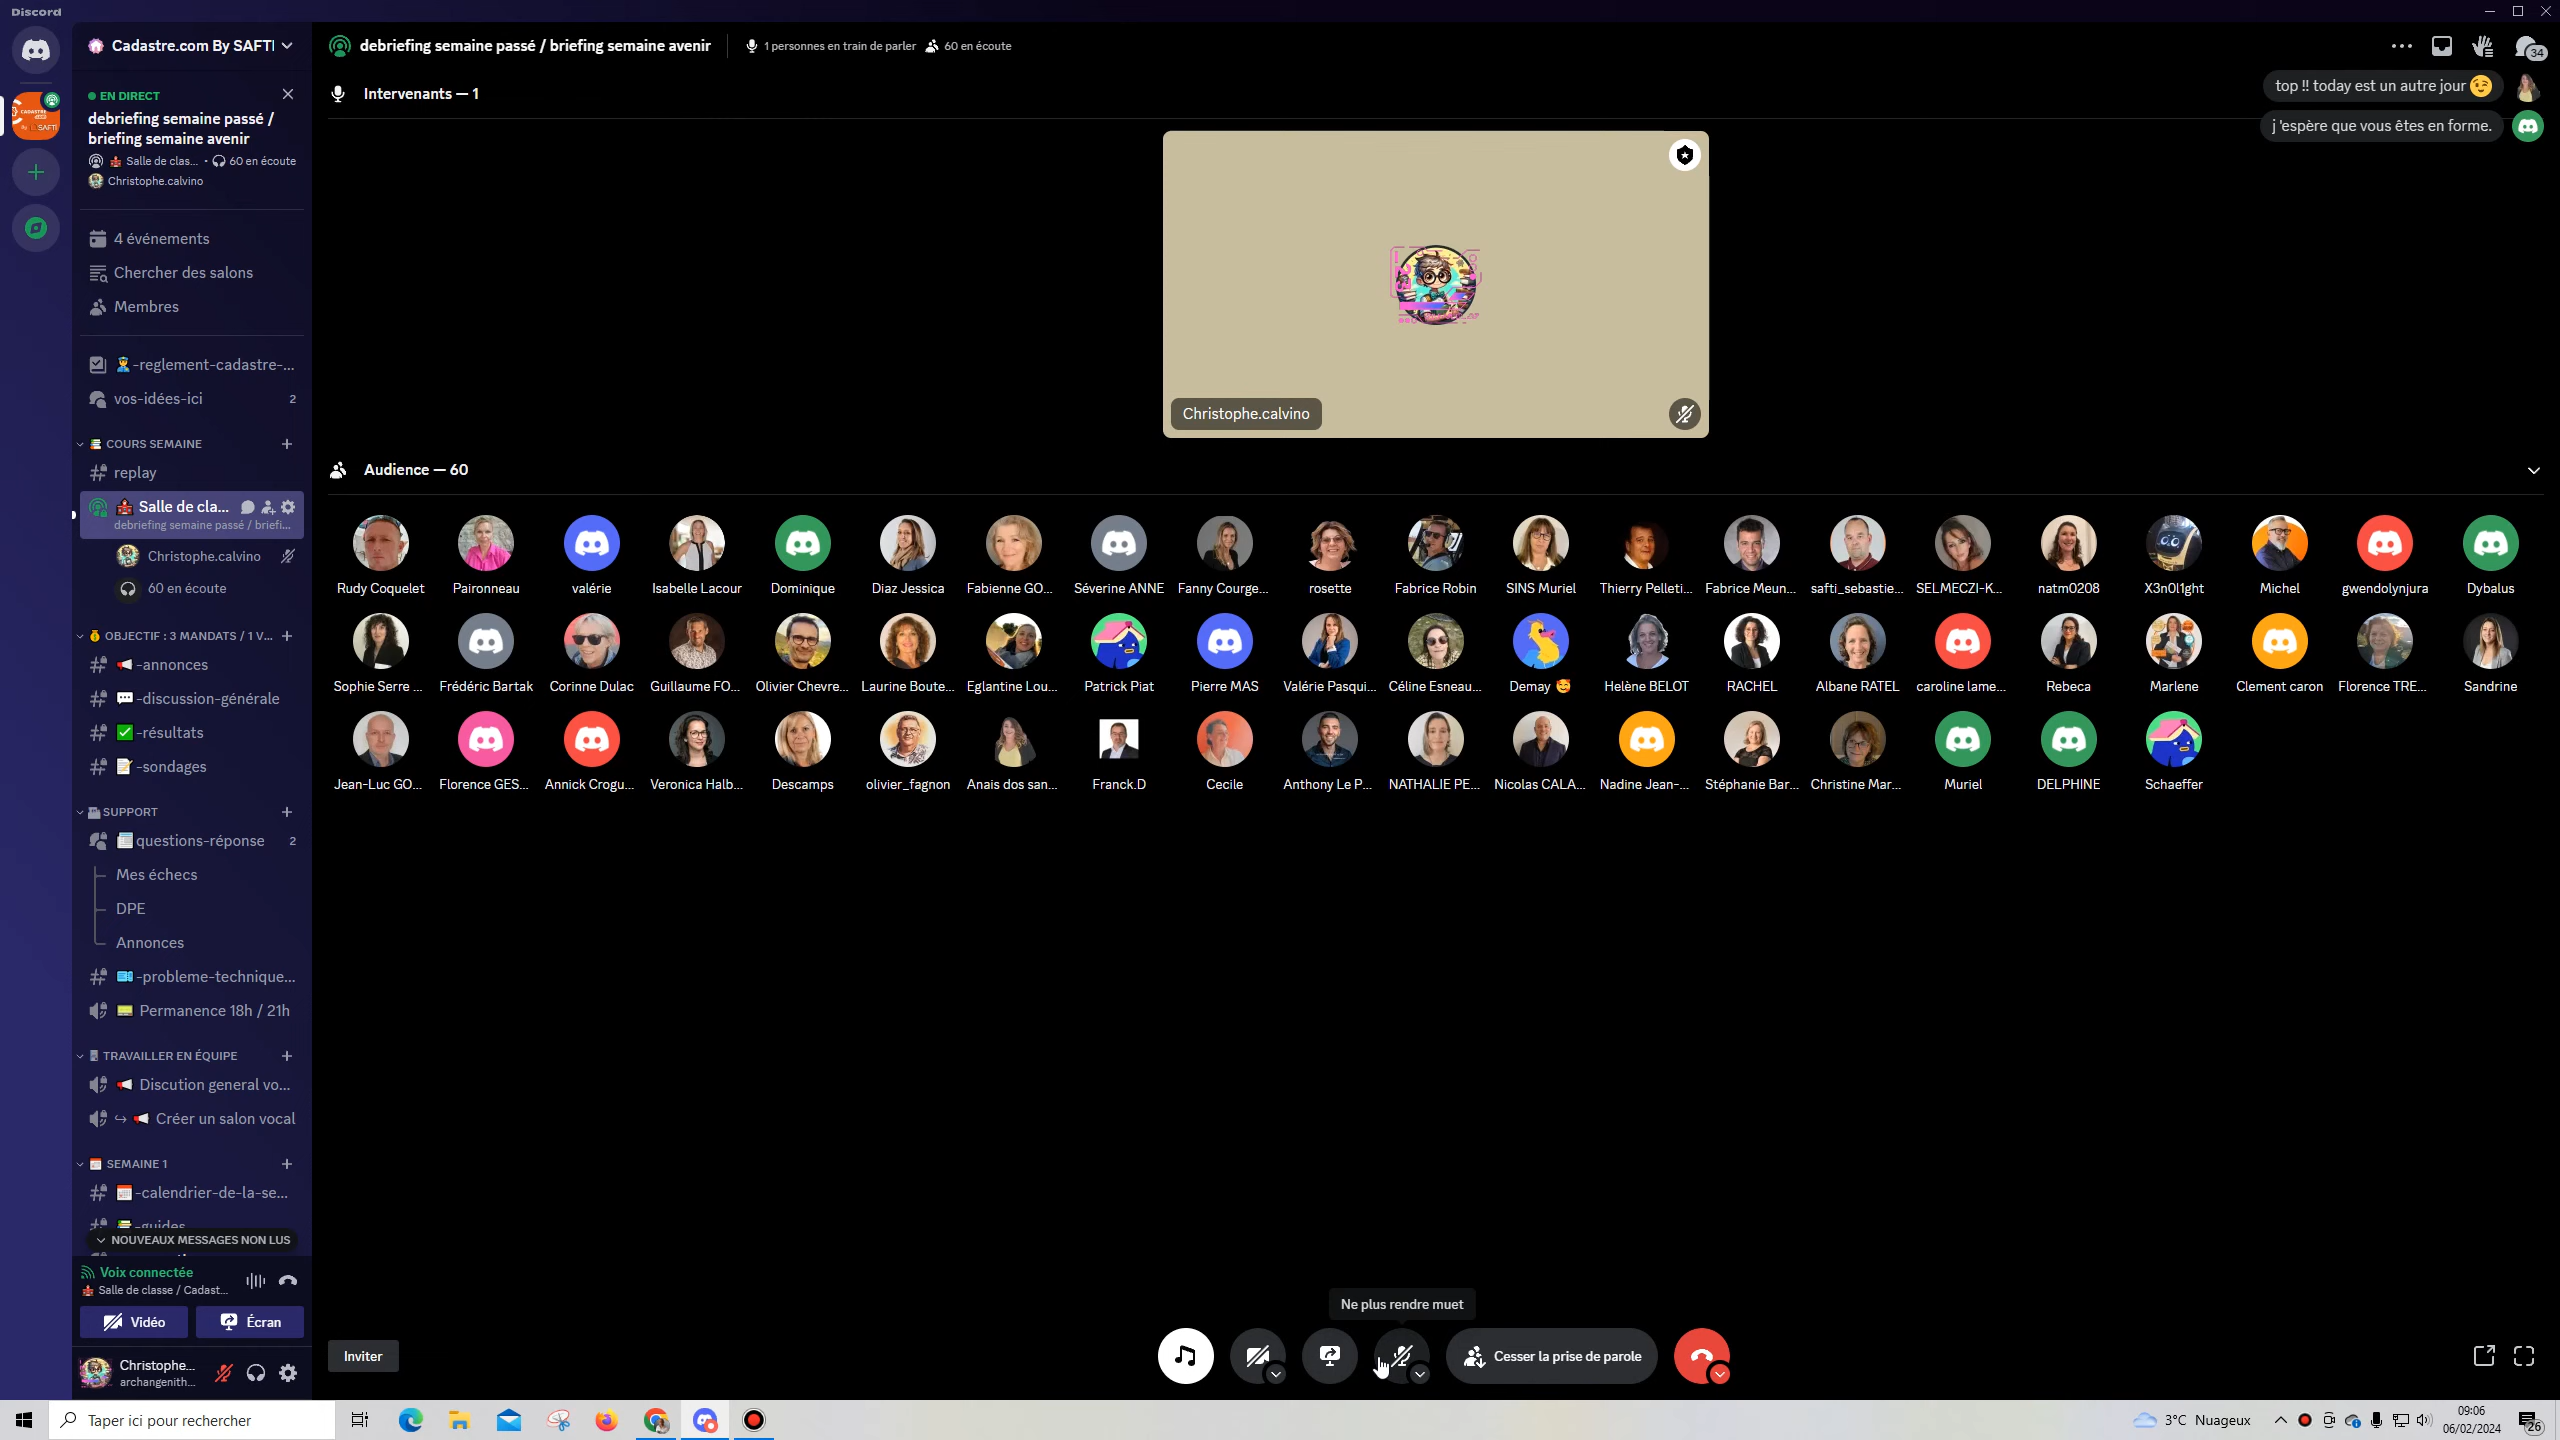 Discord
Cadastre.com By SAFTI
EN DIRECT
debriefing semaine passé /
briefing semaine avenir
Salle de clas... • 60 en écoute
Christophe.calvino
4 événements
Chercher des salons
Membres
-reglement-cadastre-...
vos-idées-ici 2
COURS SEMAINE
replay
Salle de cla...
debriefing semaine passé / briefi...
Christophe.calvino
60 en écoute
OBJECTIF : 3 MANDATS / 1 V...
-annonces
-discussion-générale
-résultats
-sondages
SUPPORT
questions-réponse 2
Mes échecs
DPE
Annonces
-probleme-technique...
Permanence 18h / 21h
TRAVAILLER EN ÉQUIPE
Discution general vo...
Créer un salon vocal
SEMAINE 1
-calendrier-de-la-se...
-guides
NOUVEAUX MESSAGES NON LUS
Voix connectée
Salle de classe / Cadast...
Vidéo Écran
Christophe...
archangenith...
debriefing semaine passé / briefing semaine avenir 1 personnes en train de parler 60 en écoute
34
top !! today est un autre jour
j 'espère que vous êtes en forme.
Intervenants — 1
Christophe.calvino
Audience — 60
Rudy Coquelet Paironneau valérie Isabelle Lacour Dominique Diaz Jessica Fabienne GO... Séverine ANNE Fanny Courge... rosette Fabrice Robin SINS Muriel Thierry Pelleti... Fabrice Meun... safti_sebastie... SELMECZI-K... natm0208 X3n0l1ght Michel gwendolynjura Dybalus
Sophie Serre ... Frédéric Bartak Corinne Dulac Guillaume FO... Olivier Chevre... Laurine Boute... Eglantine Lou... Patrick Piat Pierre MAS Valérie Pasqui... Céline Esneau... Demay Helène BELOT RACHEL Albane RATEL caroline lame... Rebeca Marlene Clement caron Florence TRE... Sandrine
Jean-Luc GO... Florence GES... Annick Crogu... Veronica Halb... Descamps olivier_fagnon Anais dos san... Franck.D Cecile Anthony Le P... NATHALIE PE... Nicolas CALA... Nadine Jean-... Stéphanie Bar... Christine Mar... Muriel DELPHINE Schaeffer
Ne plus rendre muet
Inviter
Cesser la prise de parole
Taper ici pour rechercher
3°C Nuageux
09:06
06/02/2024
26